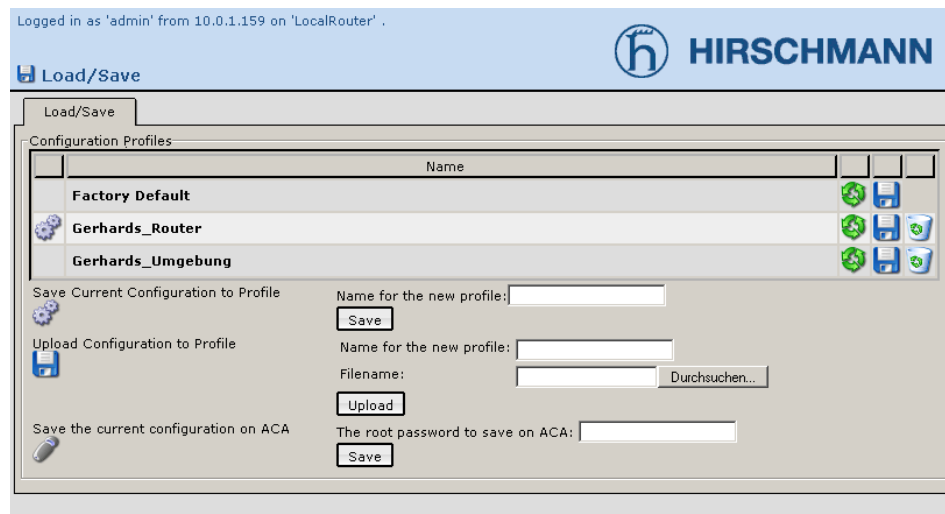 Logged in as 'admin' from 10.0.1.159 on 'LocalRouter' .
HIRSCHMANN
Load/Save
Load/Save
Configuration Profiles
Name
Factory Default
Gerhards_Router
Gerhards_Umgebung
Save Current Configuration to Profile
Name for the new profile:
Save
Upload Configuration to Profile
Name for the new profile:
Filename:
Durchsuchen...
Upload
Save the current configuration on ACA
The root password to save on ACA:
Save